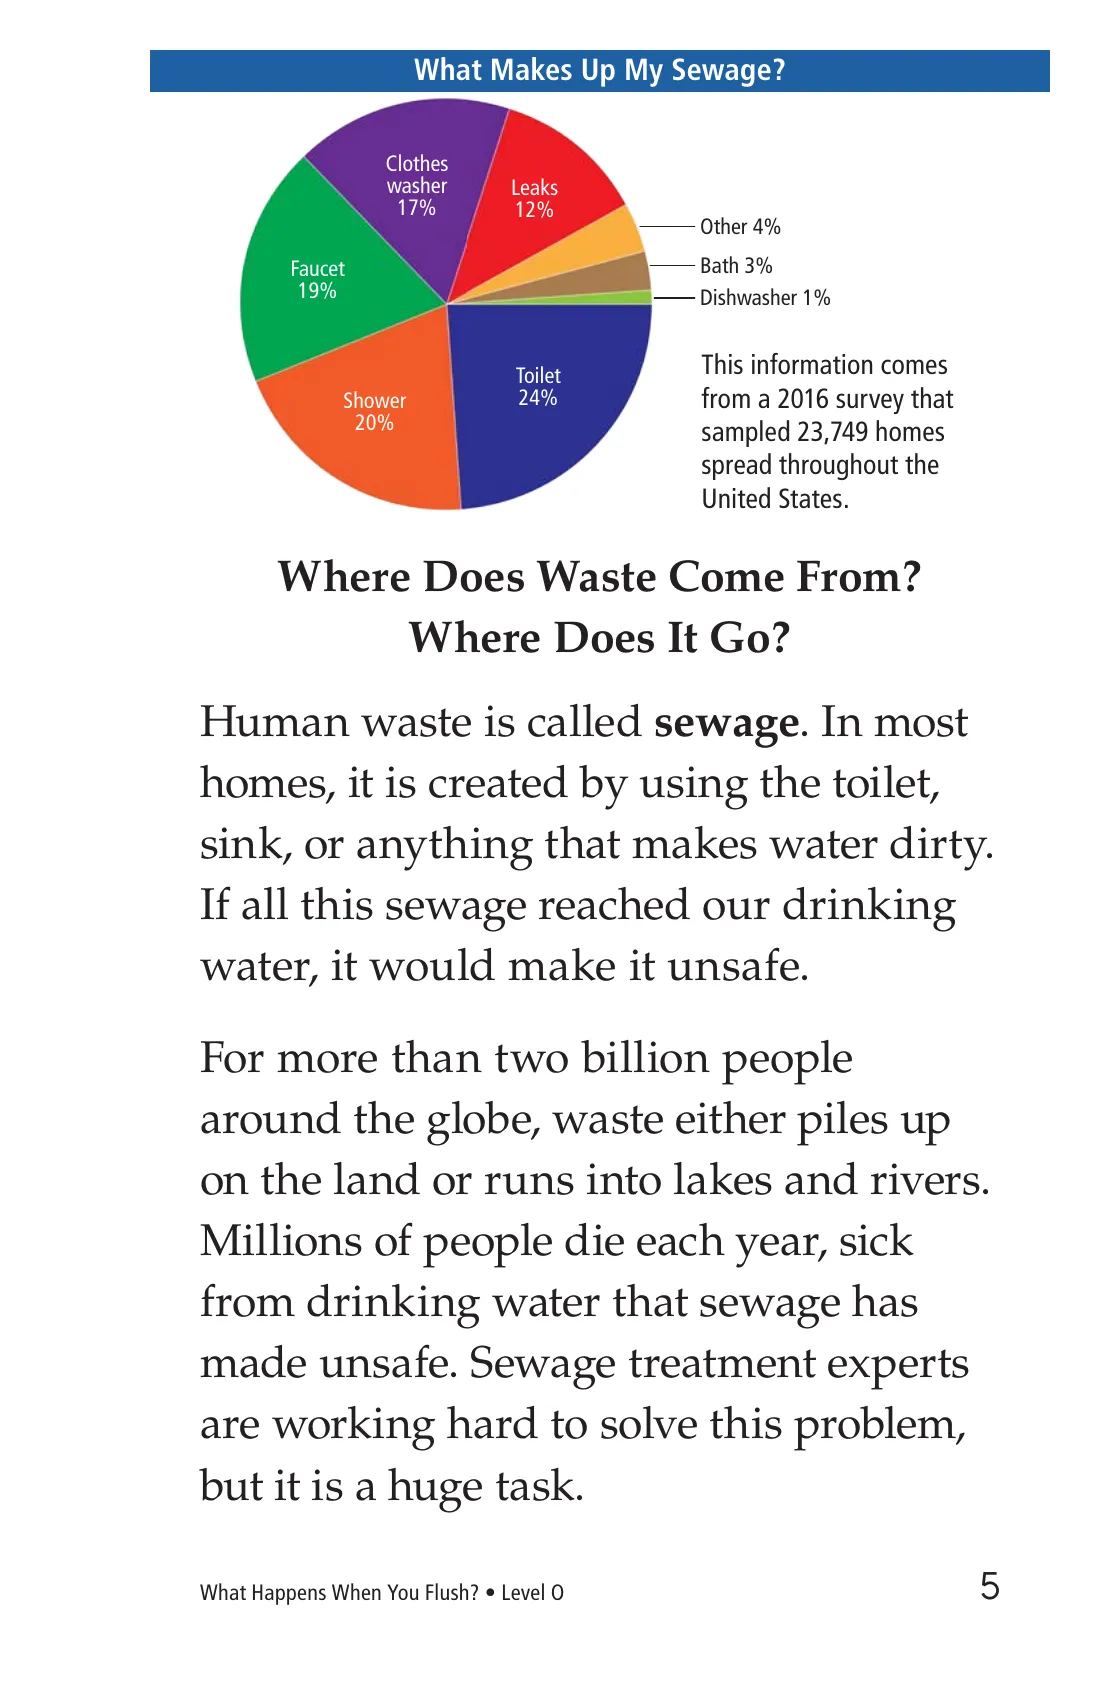 What Makes Up My Sewage?
Clothes
washer
17%
Leaks
12%
Other 4%
Bath 3%
Dishwasher 1%
Faucet
19%
Toilet
24%
Shower
20%
This information comes
from a 2016 survey that
sampled 23,749 homes
spread throughout the
United States.
Where Does Waste Come From?
Where Does It Go?
Human waste is called sewage. In most
homes, it is created by using the toilet,
sink, or anything that makes water dirty.
If all this sewage reached our drinking
water, it would make it unsafe.
For more than two billion people
around the globe, waste either piles up
on the land or runs into lakes and rivers.
Millions of people die each year, sick
from drinking water that sewage has
made unsafe. Sewage treatment experts
are working hard to solve this problem,
but it is a huge task.
What Happens When You Flush? • Level O
5